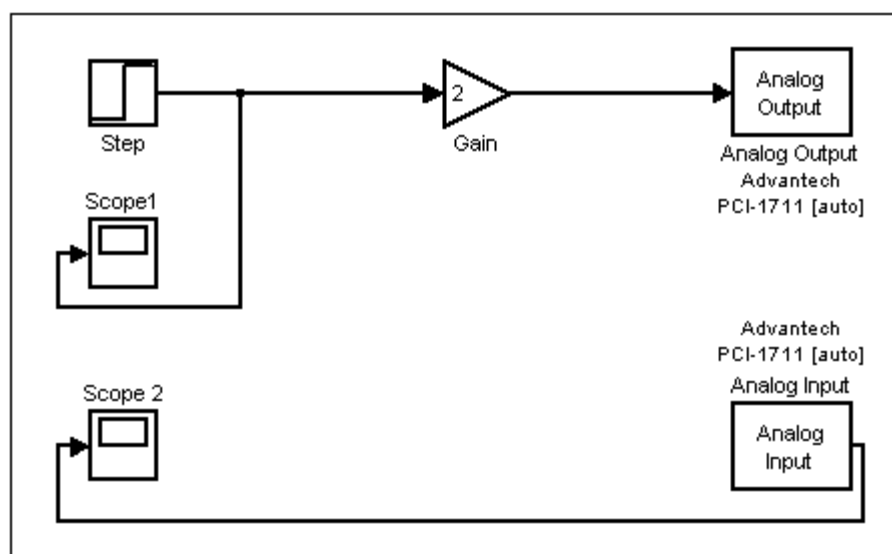 Step
2
Gain
Analog
Output
Analog Output
Advantech
PCI-1711 [auto]
Scope1
Advantech
PCI-1711 [auto]
Analog Input
Scope 2
Analog
Input